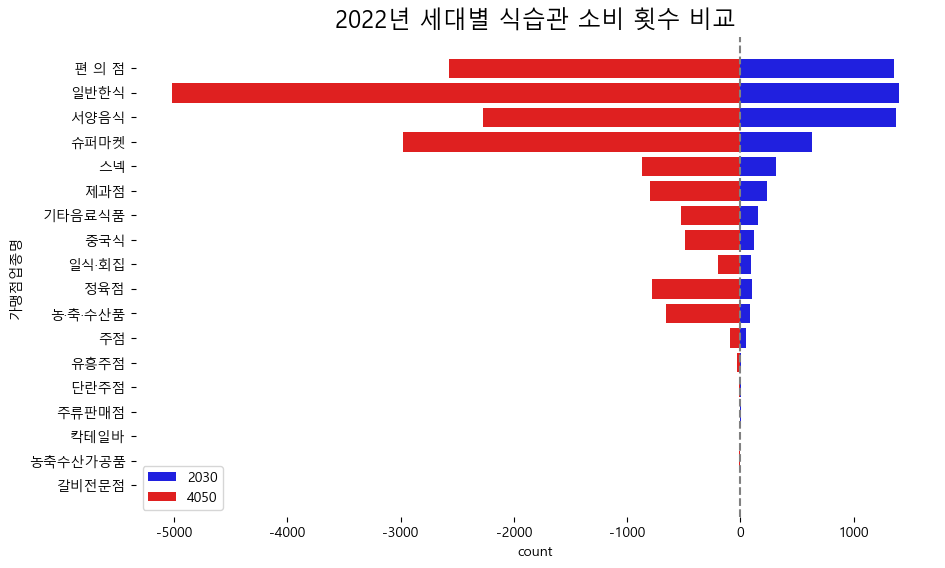 2022년 세대별 식습관 소비 횟수 비교
가맹점업종명
편 의 점
일반한식
서양음식
슈퍼마켓
스넥
제과점
기타음료식품
중국식
일식·회집
정육점
농·축·수산품
주점
유흥주점
단란주점
주류판매점
칵테일바
농축수산가공품
갈비전문점
2030
4050
-5000 -4000 -3000 -2000 -1000 0 1000
count